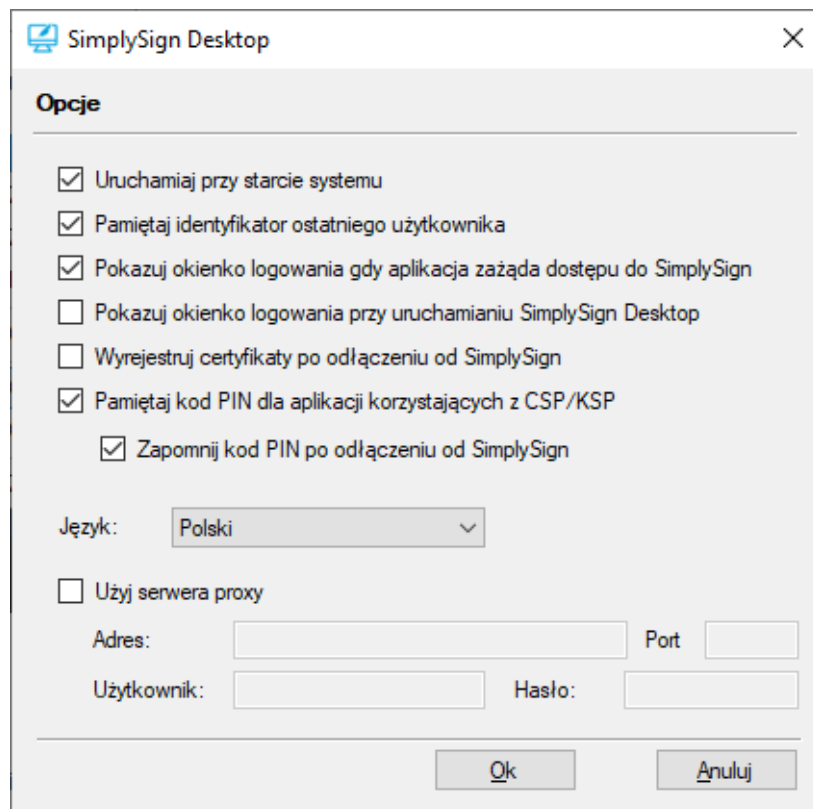 SimplySign Desktop
Opcje
Uruchamiaj przy starcie systemu
Pamiętaj identyfikator ostatniego użytkownika
Pokazuj okienko logowania gdy aplikacja zażąda dostępu do SimplySign
Pokazuj okienko logowania przy uruchamianiu SimplySign Desktop
Wyrejestruj certyfikaty po odłączeniu od SimplySign
Pamiętaj kod PIN dla aplikacji korzystających z CSP/KSP
Zapomnij kod PIN po odłączeniu od SimplySign
Język: Polski
Użyj serwera proxy
Adres: Port
Użytkownik: Hasło:
Ok Anuluj